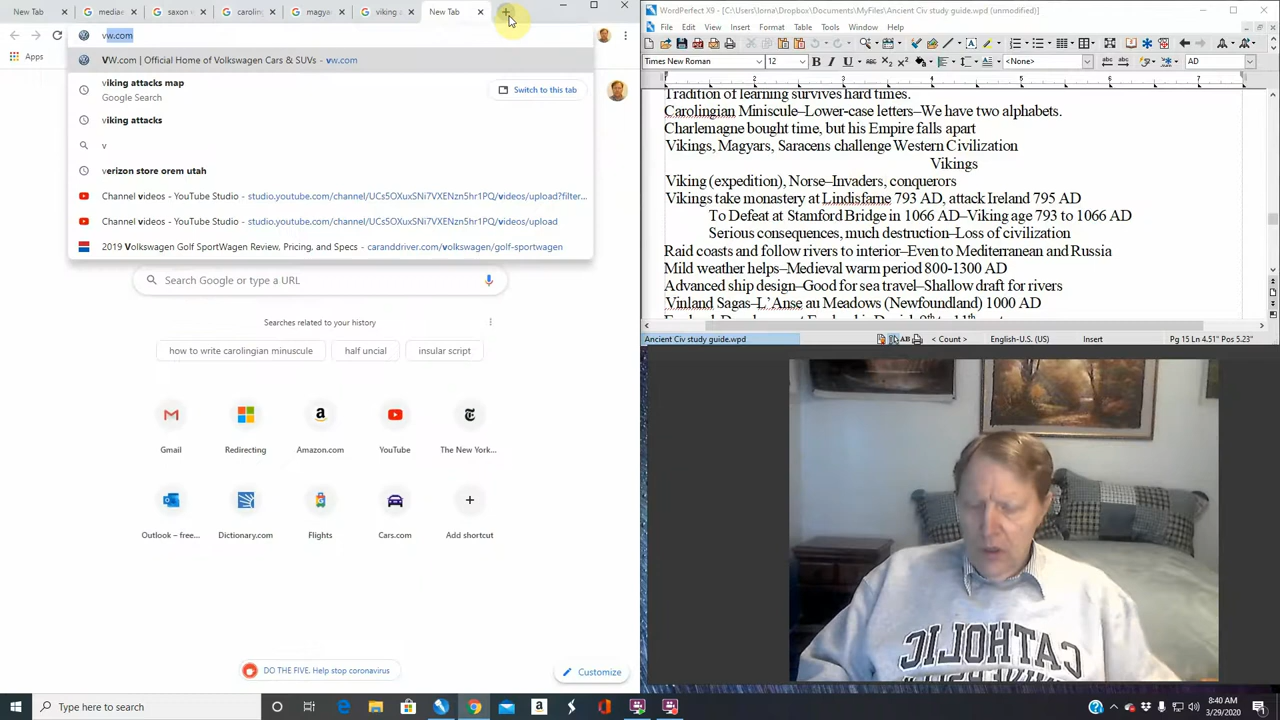 New Tab
medie
saxon
carolin
magya
viking a
New Tab
vw.com
Apps
VW.com | Official Home of Volkswagen Cars & SUVs - vw.com
viking attacks map
Google Search
Switch to this tab
viking attacks
v
verizon store orem utah
Channel videos - YouTube Studio - studio.youtube.com/channel/UCs5OXuxSNi7VXENzn5hr1PQ/videos/upload?filter...
Channel videos - YouTube Studio - studio.youtube.com/channel/UCs5OXuxSNi7VXENzn5hr1PQ/videos/upload
2019 Volkswagen Golf SportWagen Review, Pricing, and Specs - caranddriver.com/volkswagen/golf-sportwagen
Search Google or type a URL
Searches related to your history
how to write carolingian minuscule
half uncial
insular script
Gmail
Redirecting
Amazon.com
YouTube
The New York...
Outlook – free...
Dictionary.com
Flights
Cars.com
Add shortcut
DO THE FIVE. Help stop coronavirus
Customize
WordPerfect X9 - [C:\Users\lorna\Dropbox\Documents\MyFiles\Ancient Civ study guide.wpd (unmodified)]
File Edit View Insert Format Table Tools Window Help
Times New Roman 12 <None> AD
Tradition of learning survives hard times.
Carolingian Miniscule–Lower-case letters–We have two alphabets.
Charlemagne bought time, but his Empire falls apart
Vikings, Magyars, Saracens challenge Western Civilization
Vikings
Viking (expedition), Norse–Invaders, conquerors
Vikings take monastery at Lindisfarne 793 AD, attack Ireland 795 AD
To Defeat at Stamford Bridge in 1066 AD–Viking age 793 to 1066 AD
Serious consequences, much destruction–Loss of civilization
Raid coasts and follow rivers to interior–Even to Mediterranean and Russia
Mild weather helps–Medieval warm period 800-1300 AD
Advanced ship design–Good for sea travel–Shallow draft for rivers
Vinland Sagas–L'Anse au Meadows (Newfoundland) 1000 AD
Ancient Civ study guide.wpd
AB < Count > English-U.S. (US) Insert Pg 15 Ln 4.51" Pos 5.23"
CATHOLIC
Type here to search
8:40 AM
3/29/2020